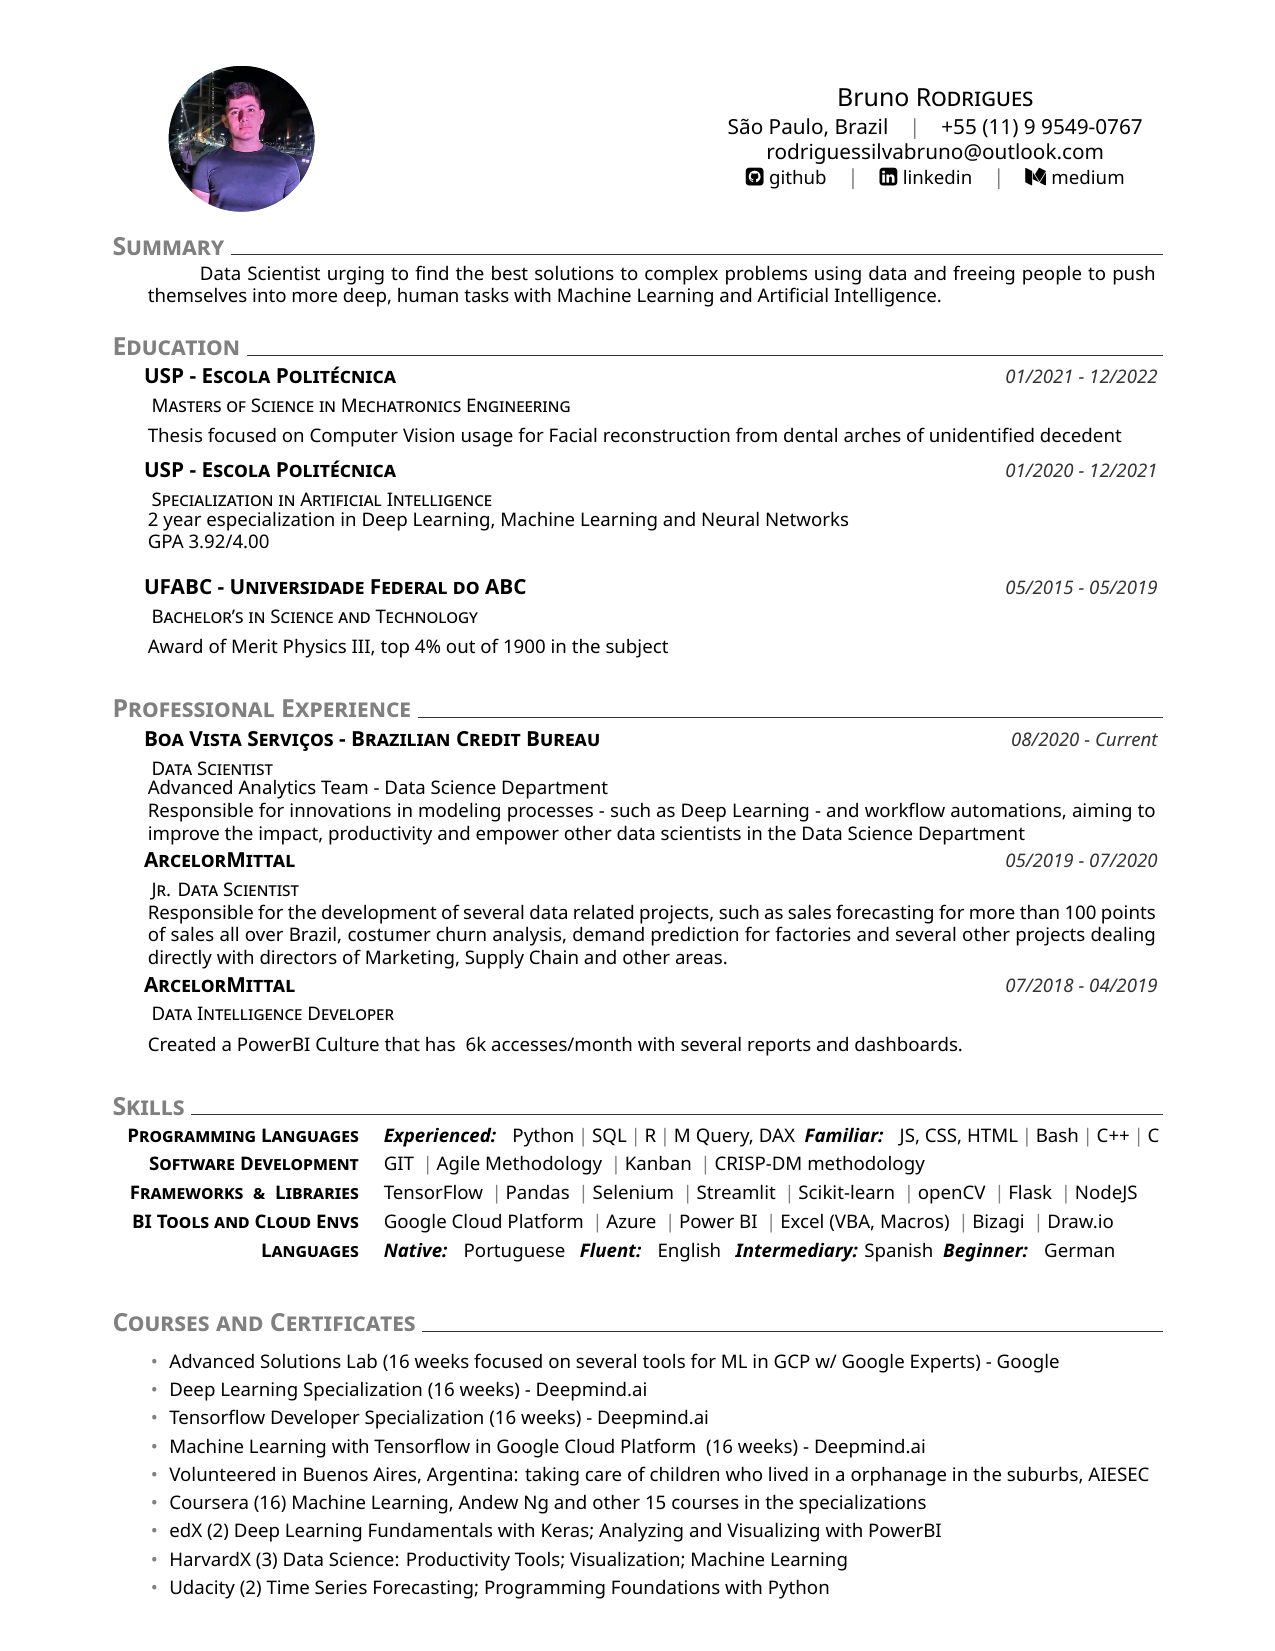 Bruno RODRIGUES
São Paulo, Brazil | +55 (11) 9 9549-0767
rodriguessilvabruno@outlook.com
github | linkedin | medium
SUMMARY
Data Scientist urging to find the best solutions to complex problems using data and freeing people to push
themselves into more deep, human tasks with Machine Learning and Artificial Intelligence.
EDUCATION
USP - ESCOLA POLITÉCNICA 01/2021 - 12/2022
MASTERS OF SCIENCE IN MECHATRONICS ENGINEERING
Thesis focused on Computer Vision usage for Facial reconstruction from dental arches of unidentified decedent
USP - ESCOLA POLITÉCNICA 01/2020 - 12/2021
SPECIALIZATION IN ARTIFICIAL INTELLIGENCE
2 year especialization in Deep Learning, Machine Learning and Neural Networks
GPA 3.92/4.00
UFABC - UNIVERSIDADE FEDERAL DO ABC 05/2015 - 05/2019
BACHELOR'S IN SCIENCE AND TECHNOLOGY
Award of Merit Physics III, top 4% out of 1900 in the subject
PROFESSIONAL EXPERIENCE
BOA VISTA SERVIÇOS - BRAZILIAN CREDIT BUREAU 08/2020 - Current
DATA SCIENTIST
Advanced Analytics Team - Data Science Department
Responsible for innovations in modeling processes - such as Deep Learning - and workflow automations, aiming to
improve the impact, productivity and empower other data scientists in the Data Science Department
ARCELORMITTAL 05/2019 - 07/2020
JR. DATA SCIENTIST
Responsible for the development of several data related projects, such as sales forecasting for more than 100 points
of sales all over Brazil, costumer churn analysis, demand prediction for factories and several other projects dealing
directly with directors of Marketing, Supply Chain and other areas.
ARCELORMITTAL 07/2018 - 04/2019
DATA INTELLIGENCE DEVELOPER
Created a PowerBI Culture that has 6k accesses/month with several reports and dashboards.
SKILLS
PROGRAMMING LANGUAGES Experienced: Python | SQL | R | M Query, DAX Familiar: JS, CSS, HTML | Bash | C++ | C
SOFTWARE DEVELOPMENT GIT | Agile Methodology | Kanban | CRISP-DM methodology
FRAMEWORKS & LIBRARIES TensorFlow | Pandas | Selenium | Streamlit | Scikit-learn | openCV | Flask | NodeJS
BI TOOLS AND CLOUD ENVS Google Cloud Platform | Azure | Power BI | Excel (VBA, Macros) | Bizagi | Draw.io
LANGUAGES Native: Portuguese Fluent: English Intermediary: Spanish Beginner: German
COURSES AND CERTIFICATES
• Advanced Solutions Lab (16 weeks focused on several tools for ML in GCP w/ Google Experts) - Google
• Deep Learning Specialization (16 weeks) - Deepmind.ai
• Tensorflow Developer Specialization (16 weeks) - Deepmind.ai
• Machine Learning with Tensorflow in Google Cloud Platform (16 weeks) - Deepmind.ai
• Volunteered in Buenos Aires, Argentina: taking care of children who lived in a orphanage in the suburbs, AIESEC
• Coursera (16) Machine Learning, Andew Ng and other 15 courses in the specializations
• edX (2) Deep Learning Fundamentals with Keras; Analyzing and Visualizing with PowerBI
• HarvardX (3) Data Science: Productivity Tools; Visualization; Machine Learning
• Udacity (2) Time Series Forecasting; Programming Foundations with Python